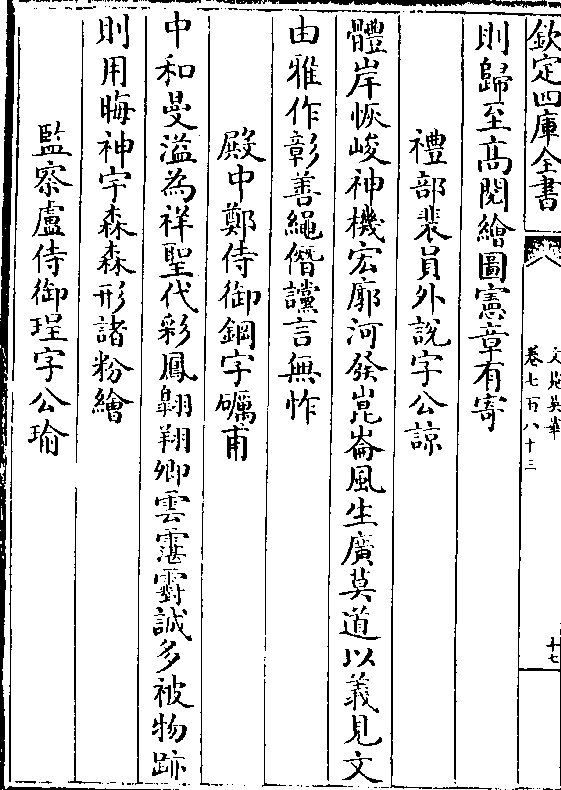 欽定四庫全書
文苑英華
卷七百八十三
十七
則歸至高閱繪圖憲章有寄
禮部裴員外説字公諒
體岸恢峻神機宏廓河發崑崙風生廣莫道以義見文
由雅作彰善繩僭讜言無怍
殿中鄭侍御鋼字礪甫
中和曼溢為祥聖代彩鳳翺翔卿雲霮䨴誠多被物跡
則用晦神宇森森形諸粉繪
監察盧侍御珵字公瑜